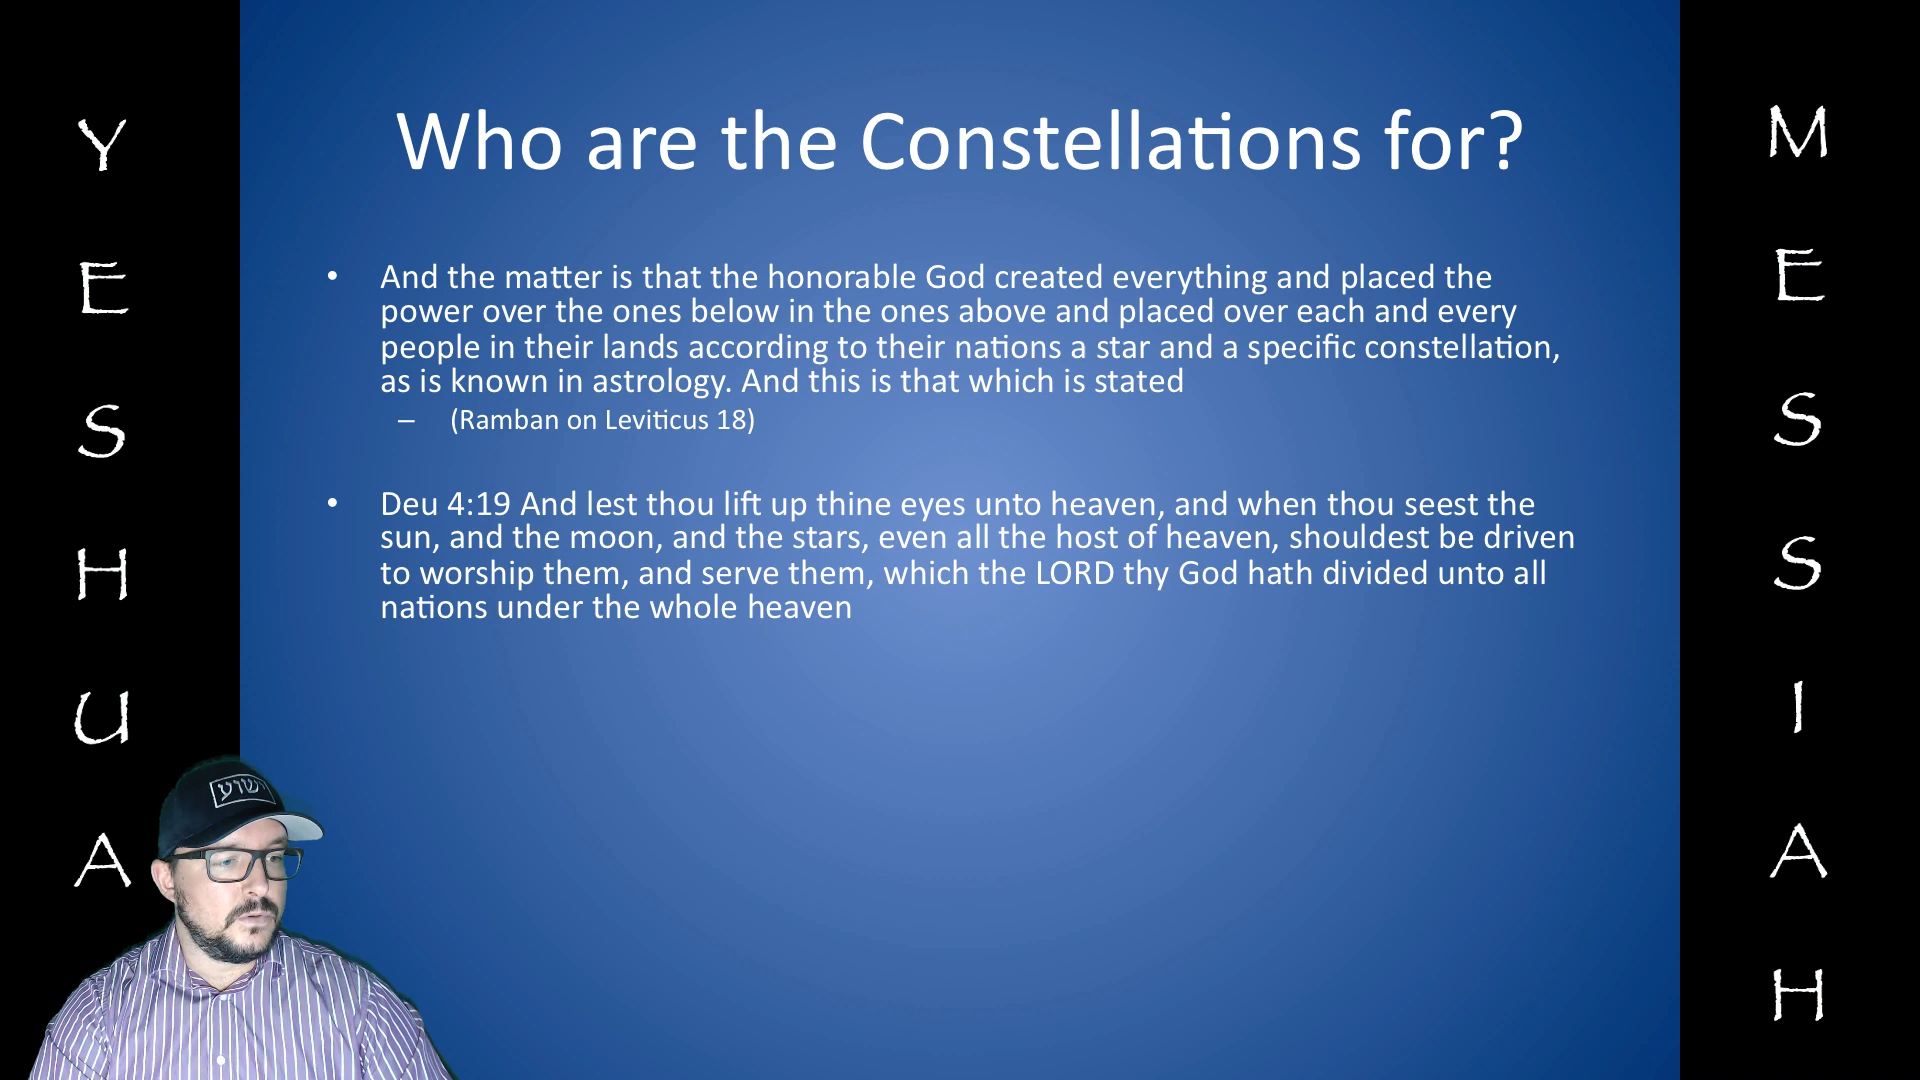 Who are the Constellations for?
• And the matter is that the honorable God created everything and placed the
power over the ones below in the ones above and placed over each and every
people in their lands according to their nations a star and a specific constellation,
as is known in astrology. And this is that which is stated
– (Ramban on Leviticus 18)
• Deu 4:19 And lest thou lift up thine eyes unto heaven, and when thou seest the
sun, and the moon, and the stars, even all the host of heaven, shouldest be driven
to worship them, and serve them, which the LORD thy God hath divided unto all
nations under the whole heaven
Y
E
S
H
U
A
M
E
S
S
I
A
H
ישוע